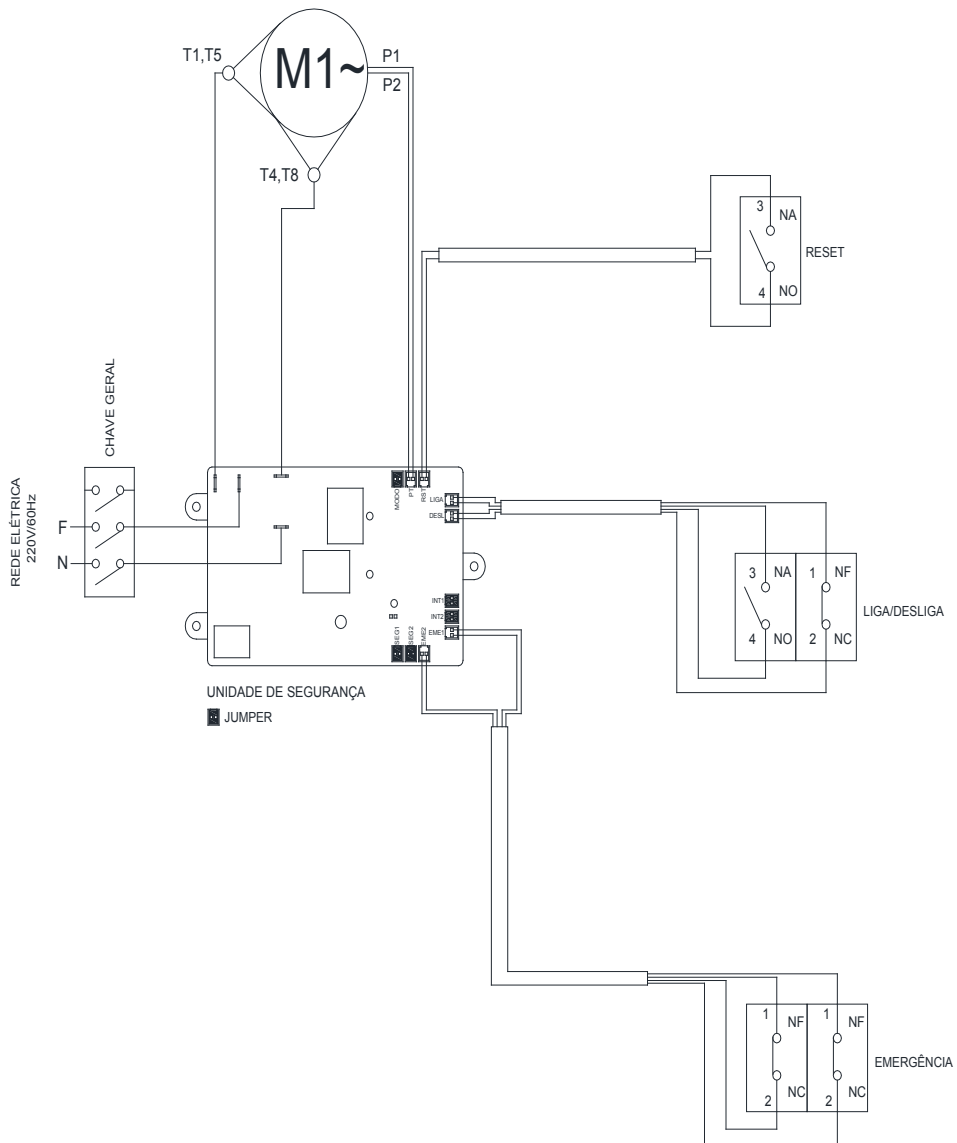 T1,T5
M1~
P1
P2
T4,T8
3
NA
RESET
4
NO
CHAVE GERAL
REDE ELÉTRICA
220V/60Hz
F
N
MODO
PT
RST
LIGA
DESL
INT1
INT2
EME1
SEG1
SEG2
EME2
3
NA
1
NF
LIGA/DESLIGA
4
NO
2
NC
UNIDADE DE SEGURANÇA
JUMPER
1
NF
1
NF
EMERGÊNCIA
2
NC
2
NC